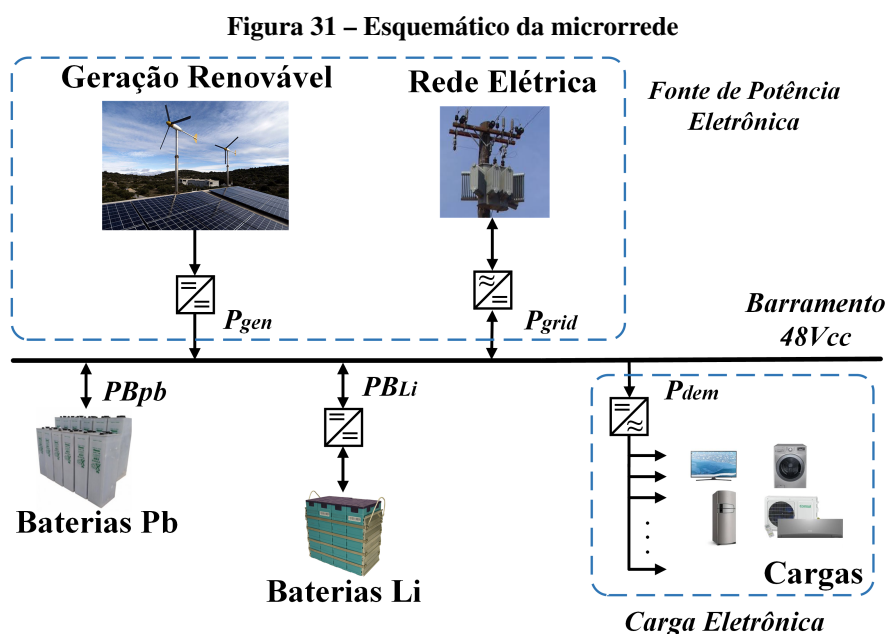 Figura 31 – Esquemático da microrrede
Geração Renovável
Rede Elétrica
Fonte de Potência
Eletrônica
Pgen
Pgrid
Barramento
48Vcc
PBpb
PBLi
Pdem
Baterias Pb
Baterias Li
Cargas
Carga Eletrônica